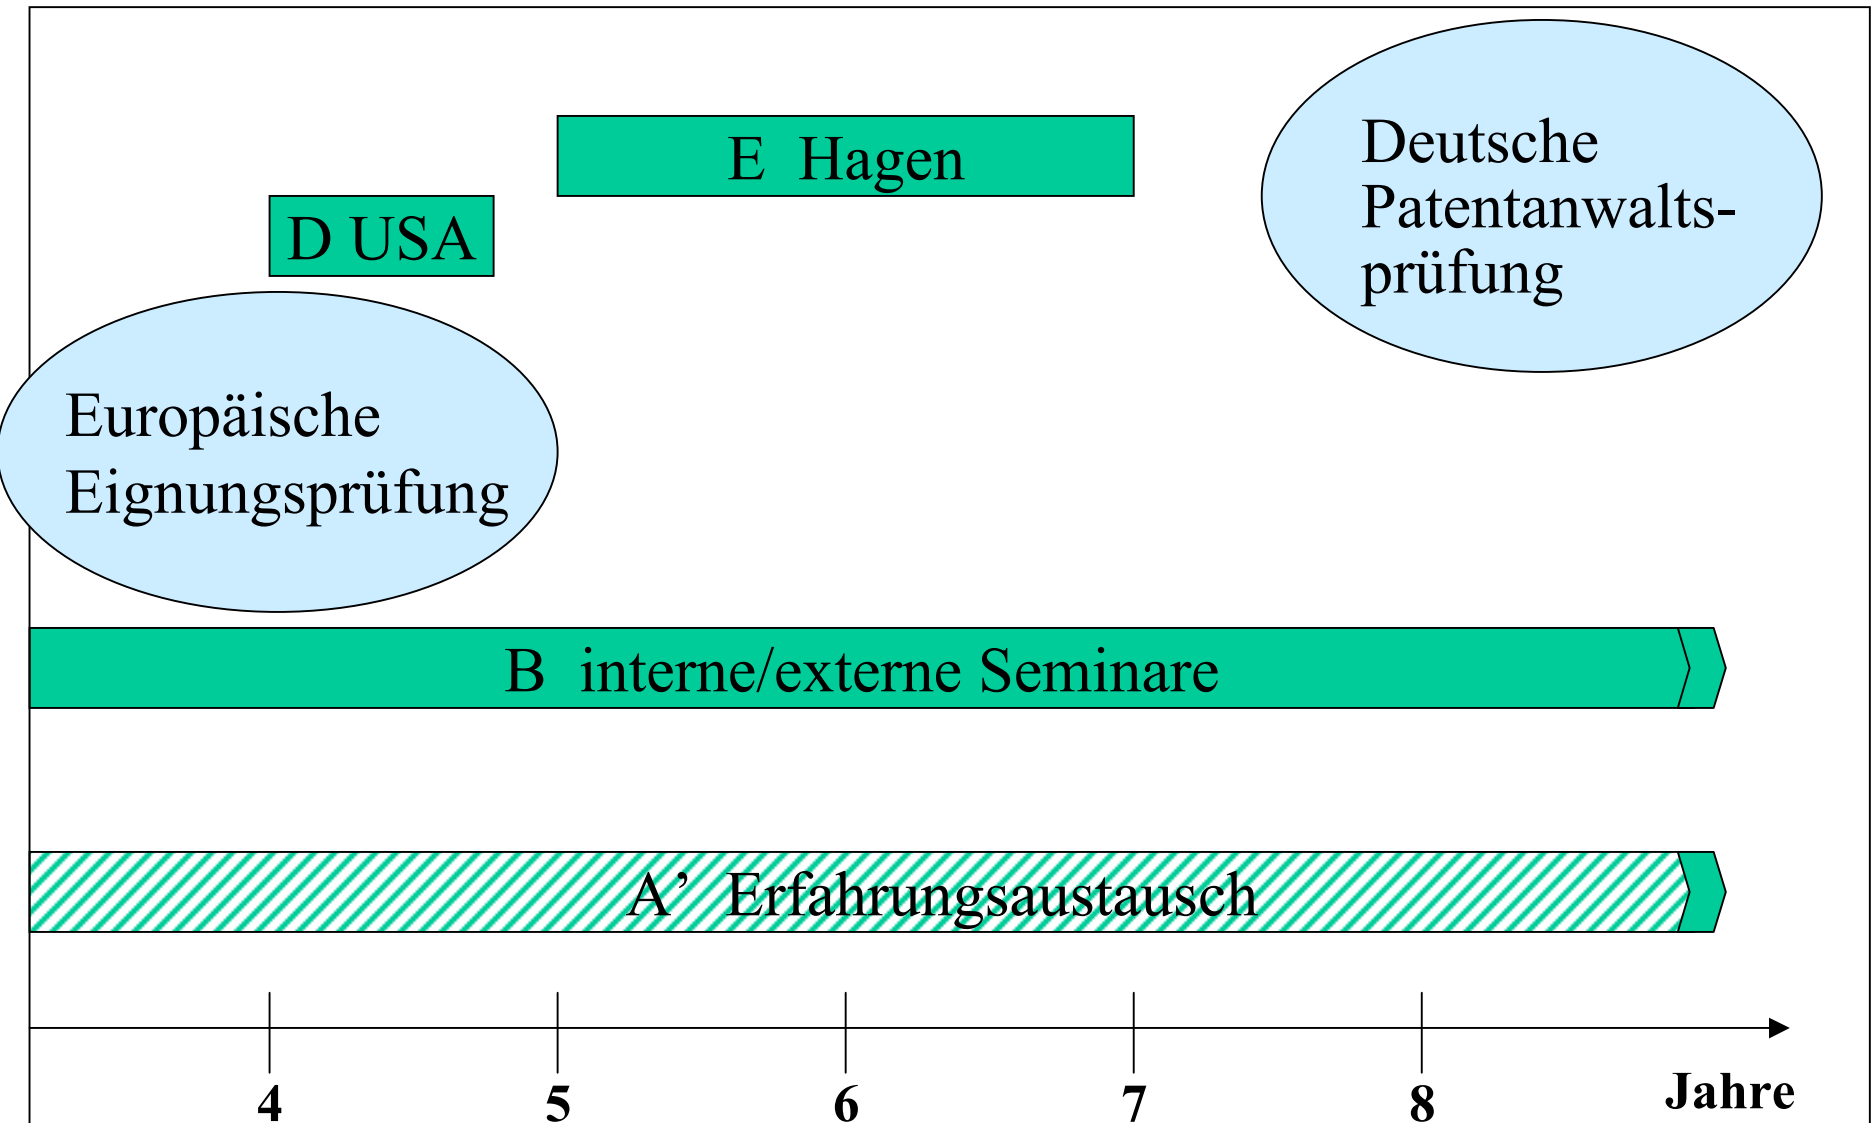 E Hagen
D USA
Deutsche
Patentanwalts-
prüfung
Europäische
Eignungsprüfung
B interne/externe Seminare
A’ Erfahrungsaustausch
4 5 6 7 8 Jahre